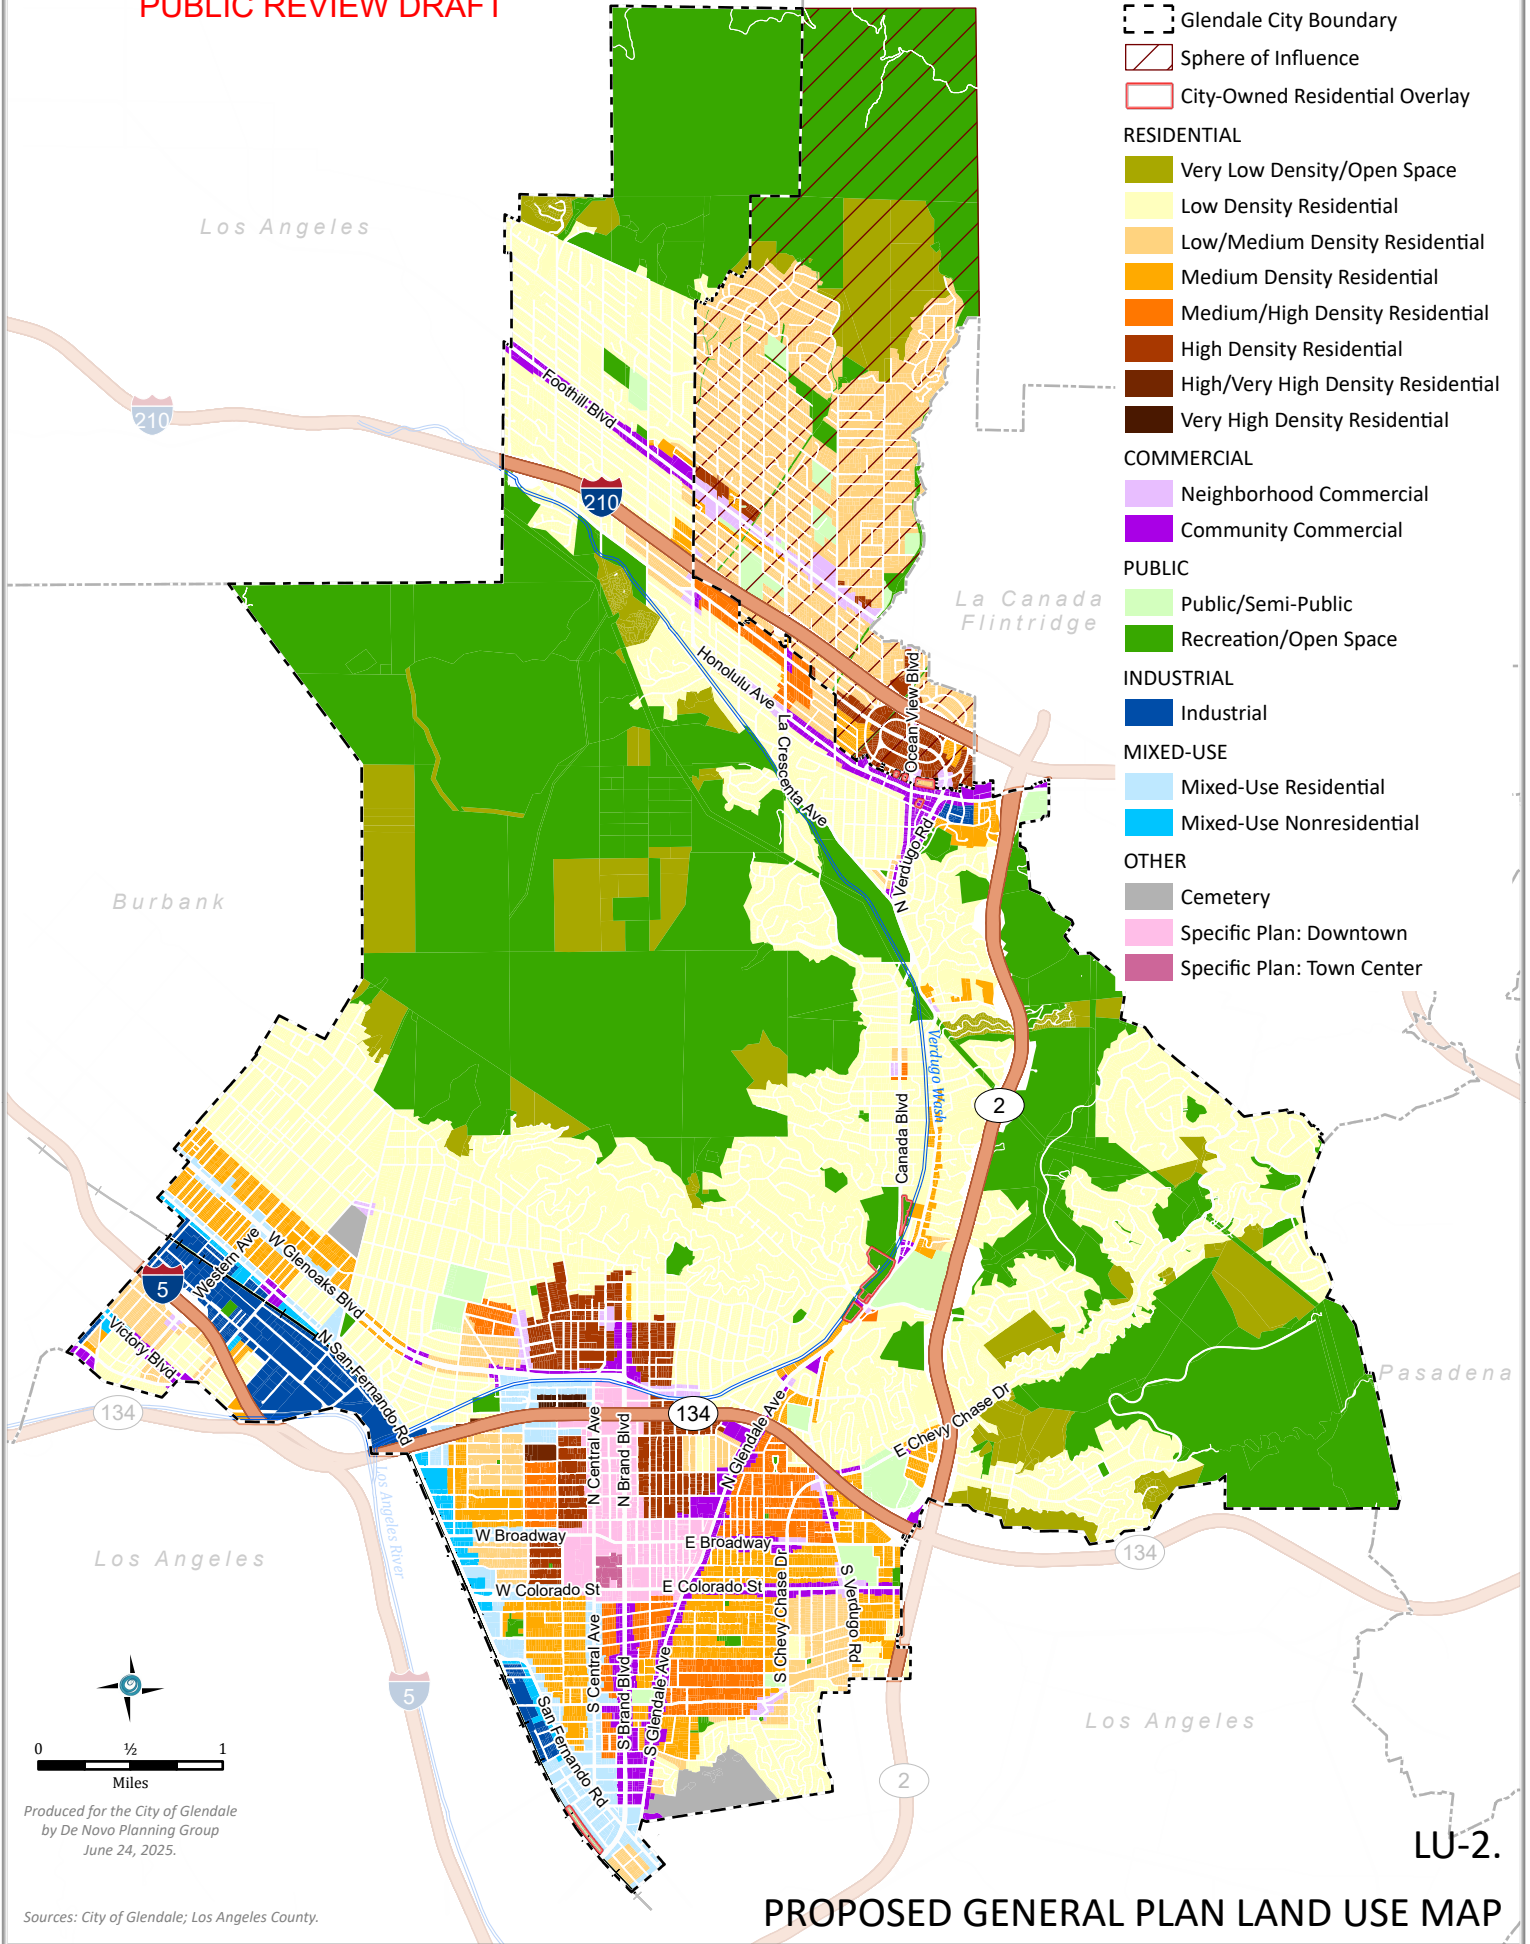 PUBLIC REVIEW DRAFT
Glendale City Boundary
Sphere of Influence
City-Owned Residential Overlay
RESIDENTIAL
Very Low Density/Open Space
Low Density Residential
Low/Medium Density Residential
Medium Density Residential
Medium/High Density Residential
High Density Residential
High/Very High Density Residential
Very High Density Residential
COMMERCIAL
Neighborhood Commercial
Community Commercial
PUBLIC
Public/Semi-Public
Recreation/Open Space
INDUSTRIAL
Industrial
MIXED-USE
Mixed-Use Residential
Mixed-Use Nonresidential
OTHER
Cemetery
Specific Plan: Downtown
Specific Plan: Town Center
Los Angeles
210
Foothill Blvd
210
La Canada
Flintridge
Honolulu Ave
Ocean View Blvd
La Crescenta Ave
N Verdugo Rd
Burbank
Verdugo Wash
Canada Blvd
2
Western Ave
W Glenoaks Blvd
5
Victory Blvd
N San Fernando Rd
Pasadena
134
134
E Chevy Chase Dr
N Central Ave
N Brand Blvd
N Glendale Ave
Los Angeles River
W Broadway
E Broadway
Los Angeles
134
W Colorado St
E Colorado St
S Chevy Chase Dr
S Verdugo Rd
S Central Ave
S Brand Blvd
S Glendale Ave
San Fernando Rd
5
Los Angeles
2
0 ½ 1
Miles
Produced for the City of Glendale
by De Novo Planning Group
June 24, 2025.
LU-2.
PROPOSED GENERAL PLAN LAND USE MAP
Sources: City of Glendale; Los Angeles County.